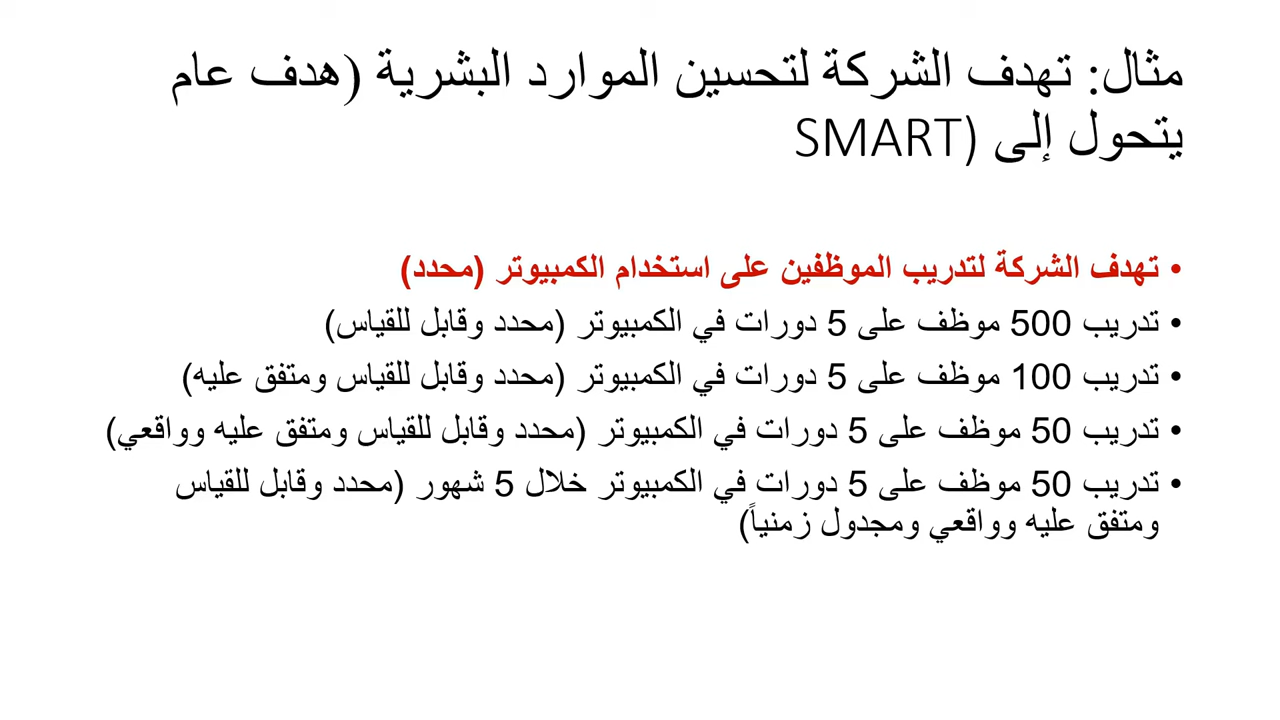 مثال: تهدف الشركة لتحسين الموارد البشرية (هدف عام
يتحول إلى (SMART
• تهدف الشركة لتدريب الموظفين على استخدام الكمبيوتر (محدد)
• تدريب 500 موظف على 5 دورات في الكمبيوتر (محدد وقابل للقياس)
• تدريب 100 موظف على 5 دورات في الكمبيوتر (محدد وقابل للقياس ومتفق عليه)
• تدريب 50 موظف على 5 دورات في الكمبيوتر (محدد وقابل للقياس ومتفق عليه وواقعي)
• تدريب 50 موظف على 5 دورات في الكمبيوتر خلال 5 شهور (محدد وقابل للقياس
ومتفق عليه وواقعي ومجدول زمنياً)